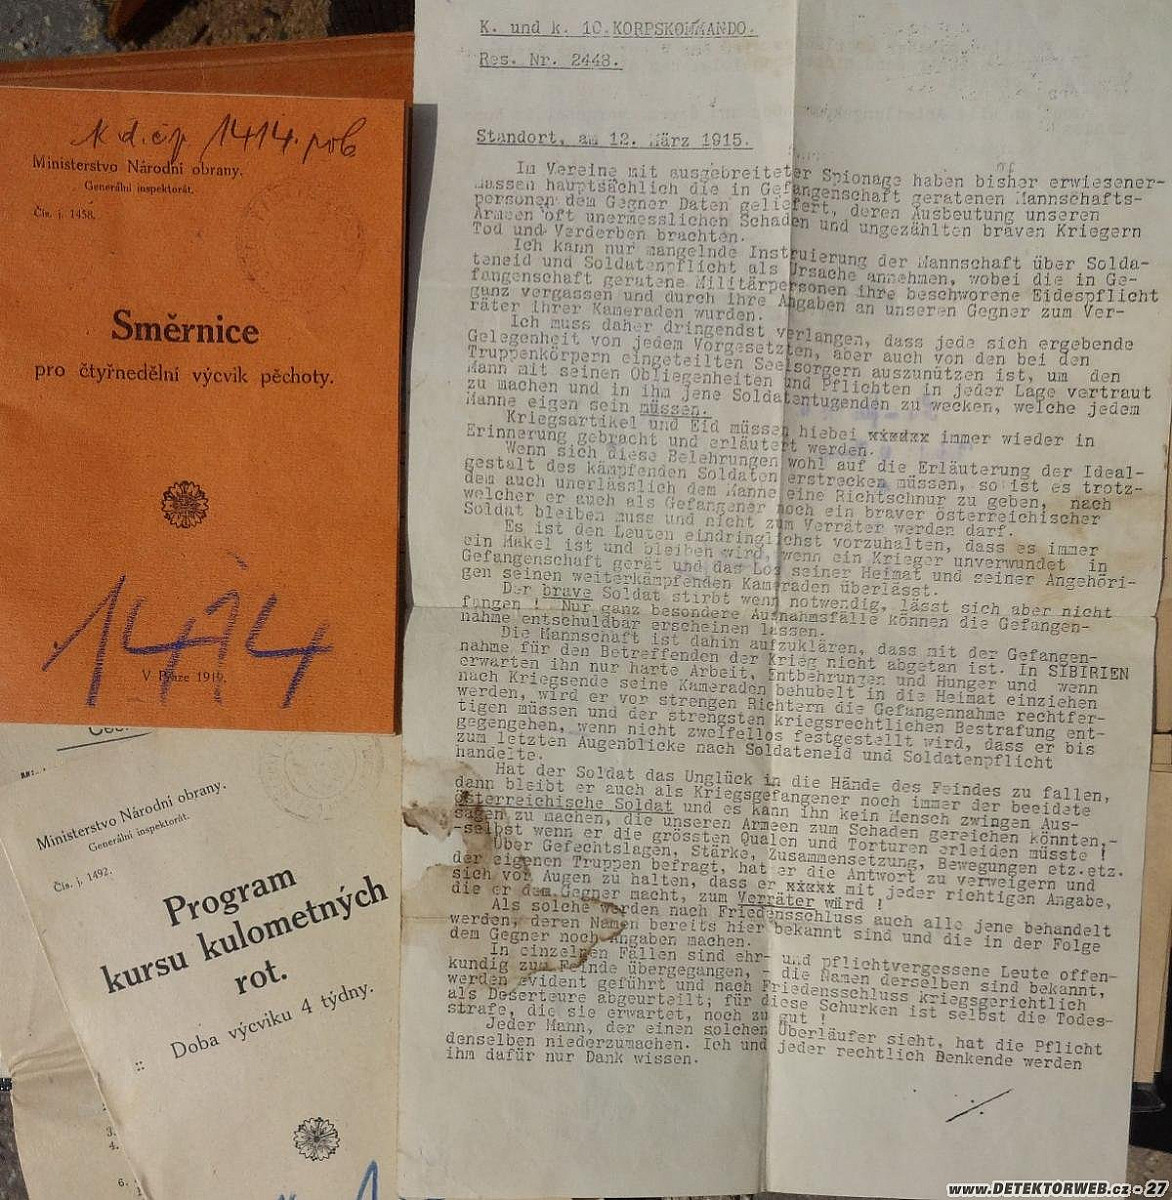 K. und k. 10. KORPSKOMMANDO.
Res. Nr. 2448.
Standort, am 12. März 1915.
In Vereine mit ausgebreiteter Spionage haben bisher erwiesener-
massen hauptsächlich die in Gefangenschaft geratenen Mannschafts-
personen dem Gegner Daten geliefert, deren Ausbeutung unseren
Armeen oft unermesslichen Schaden und ungezählten braven Kriegern
Tod und Verderben brachten.
Ich kann nur mangelnde Instruierung der Mannschaft über Solda-
teneid und Soldatenpflicht als Ursache annehmen, wobei die in Ge-
fangenschaft geratene Militärpersonen ihre beschworene Eidespflicht
ganz vergassen und durch ihre Angaben an unseren Gegner zum Ver-
räter ihrer Kameraden wurden.
Ich muss daher dringendst verlangen, dass jede sich ergebende
Gelegenheit von jedem Vorgesetzten, aber auch von den bei den
Truppenkörpern eingeteilten Seelsorgern auszunützen ist, um den
Mann mit seinen Obliegenheiten und Pflichten in jeder Lage vertraut
zu machen und in ihm jene Soldatentugenden zu wecken, welche jedem
Manne eigen sein müssen.
Kriegsartikel und Eid müssen hiebei immer wieder in
Erinnerung gebracht und erläutert werden.
Wenn sich diese Belehrungen wohl auf die Erläuterung der Ideal-
gestalt des kämpfenden Soldaten erstrecken müssen, so ist es trotz-
dem auch unerlässlich dem Manne eine Richtschnur zu geben, nach
welcher er auch als Gefangener noch ein braver österreichischer
Soldat bleiben muss und nicht zum Verräter werden darf.
Es ist den Leuten eindringlichst vorzuhalten, dass es immer
ein Makel ist und bleiben wird, wenn ein Krieger unverwundet in
Gefangenschaft gerät und das Los seiner Heimat und seiner Angehöri-
gen seinen weiterkämpfenden Kameraden überlässt.
Der brave Soldat stirbt wenn notwendig, lässt sich aber nicht
fangen ! Nur ganz besondere Ausnahmsfälle können die Gefangen-
nahme entschuldbar erscheinen lassen.
Die Mannschaft ist dahin aufzuklären, dass mit der Gefangen-
nahme für den Betreffenden der Krieg nicht abgetan ist. In SIBIRIEN
erwarten ihn nur harte Arbeit, Entbehrungen und Hunger und wenn
nach Kriegsende seine Kameraden behubelt in die Heimat einziehen
werden, wird er vor strengen Richtern die Gefangennahme rechtfer-
tigen müssen und der strengsten kriegsrechtlichen Bestrafung ent-
gegengehen, wenn nicht zweifellos festgestellt wird, dass er bis
zum letzten Augenblicke nach Soldateneid und Soldatenpflicht
handelte.
Hat der Soldat das Unglück in die Hände des Feindes zu fallen,
dann bleibt er auch als Kriegsgefangener noch immer der beeidete
österreichische Soldat und es kann ihn kein Mensch zwingen Aus-
sagen zu machen, die unseren Armeen zum Schaden gereichen könnten,-
-selbst wenn er die grössten Qualen und Torturen erleiden müsste !
Über Gefechtslagen, Stärke, Zusammensetzung, Bewegungen etz.etz.
der eigenen Truppen befragt, hat er die Antwort zu verweigern und
sich vor Augen zu halten, dass er mit jeder richtigen Angabe,
die er dem Gegner macht, zum Verräter wird !
Als solche werden nach Friedensschluss auch alle jene behandelt
werden, deren Namen bereits hier bekannt sind und die in der Folge
dem Gegner noch Angaben machen.
In einzelnen Fällen sind ehr- und pflichtvergessene Leute offen-
kundig zum Feinde übergegangen, - die Namen derselben sind bekannt,
werden evident geführt und nach Friedensschluss kriegsgerichtlich
als Deserteure abgeurteilt; für diese Schurken ist selbst die Todes-
strafe, die sie erwartet, noch zu gut !
Jeder Mann, der einen solchen Überläufer sieht, hat die Pflicht
denselben niederzumachen. Ich und jeder rechtlich Denkende werden
ihm dafür nur Dank wissen.
1414.
Ministerstvo Národní obrany.
Generální inspektorát.
Čís. j. 1458.
Směrnice
pro čtyřnedělní výcvik pěchoty.
1414
V Praze 1919.
Ministerstvo Národní obrany.
Generální inspektorát.
Čís. j. 1492.
Program
kursu kulometných
rot.
Doba výcviku 4 týdny.
3.
4.
6.
www.DETEKTORWEB.cz - 27